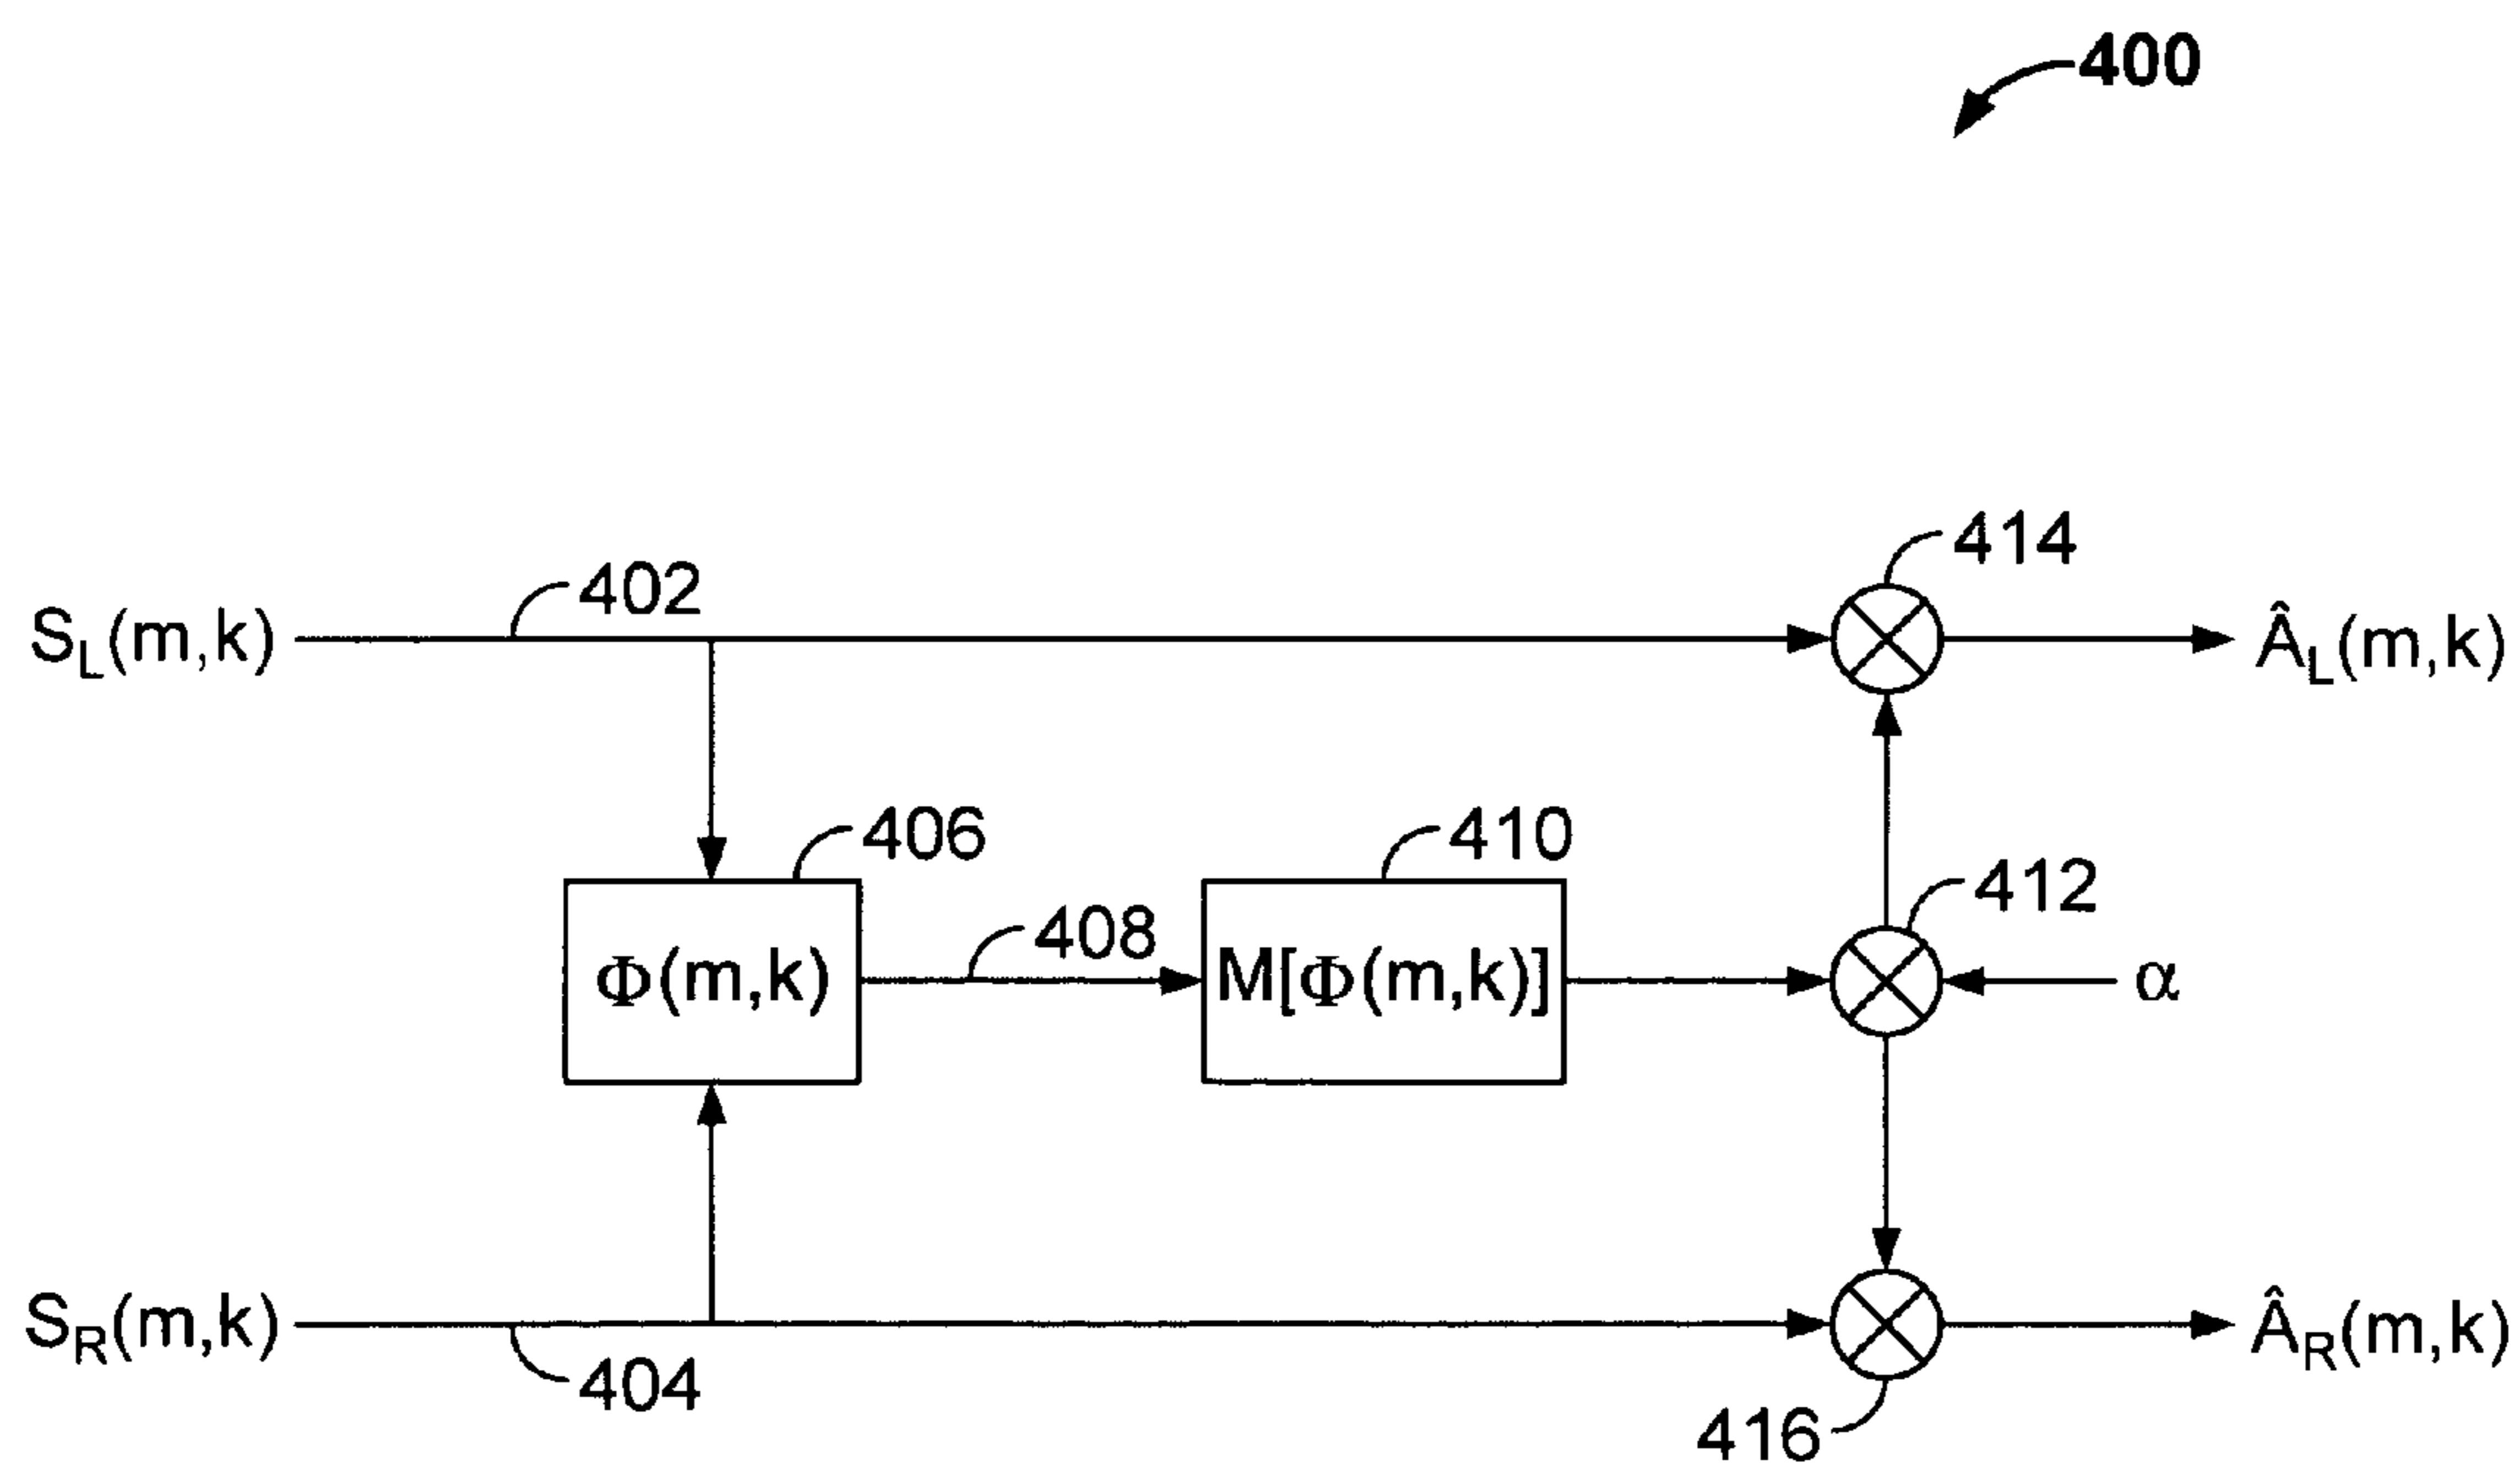 400
414
402
S_L(m,k)
Â_L(m,k)
406
410
412
408
Φ(m,k)
M[Φ(m,k)]
α
S_R(m,k)
Â_R(m,k)
404
416